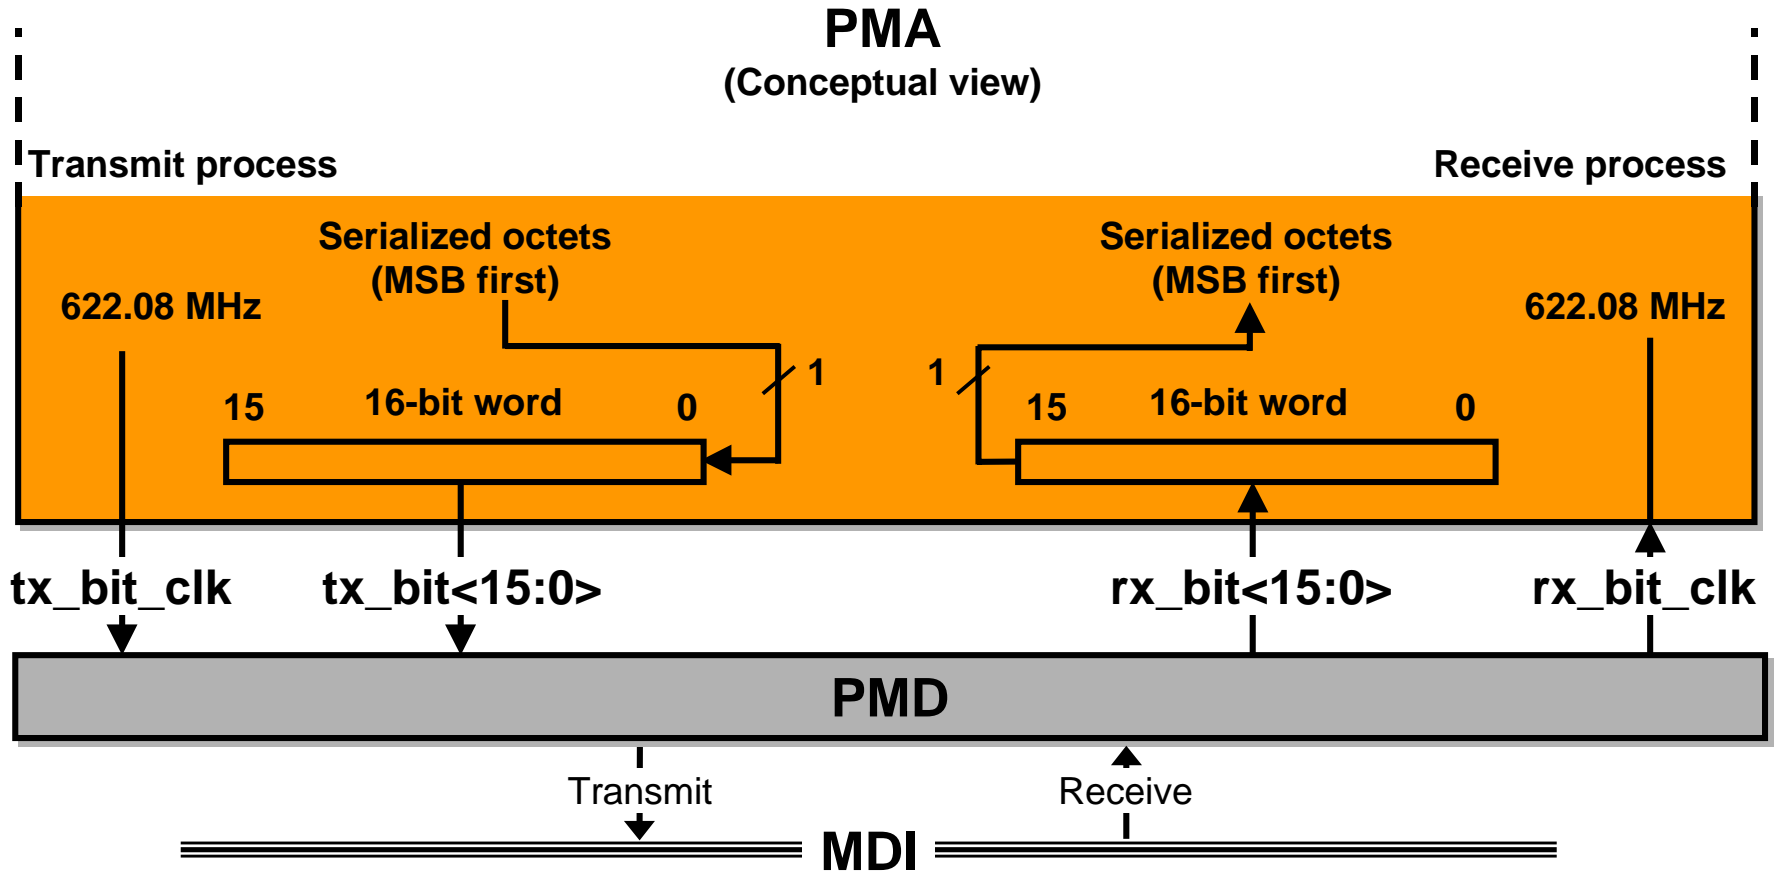 PMA
(Conceptual view)
Transmit process
Receive process
Serialized octets
(MSB first)
Serialized octets
(MSB first)
622.08 MHz
622.08 MHz
1
1
15 16-bit word 0
15 16-bit word 0
tx_bit_clk
tx_bit<15:0>
rx_bit<15:0>
rx_bit_clk
PMD
Transmit
Receive
MDI